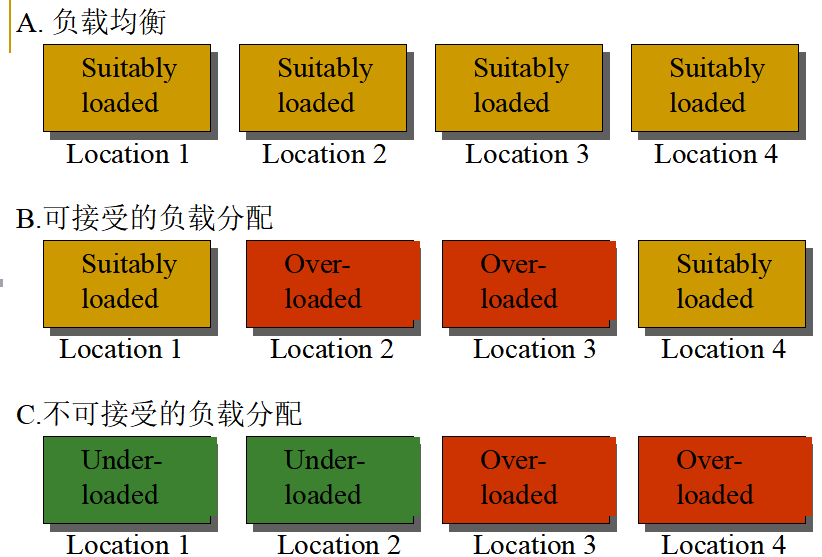 A. 负载均衡
Suitably Suitably Suitably Suitably
loaded loaded loaded loaded
Location 1 Location 2 Location 3 Location 4
B.可接受的负载分配
Suitably Over- Over- Suitably
loaded loaded loaded loaded
Location 1 Location 2 Location 3 Location 4
C.不可接受的负载分配
Under- Under- Over- Over-
loaded loaded loaded loaded
Location 1 Location 2 Location 3 Location 4